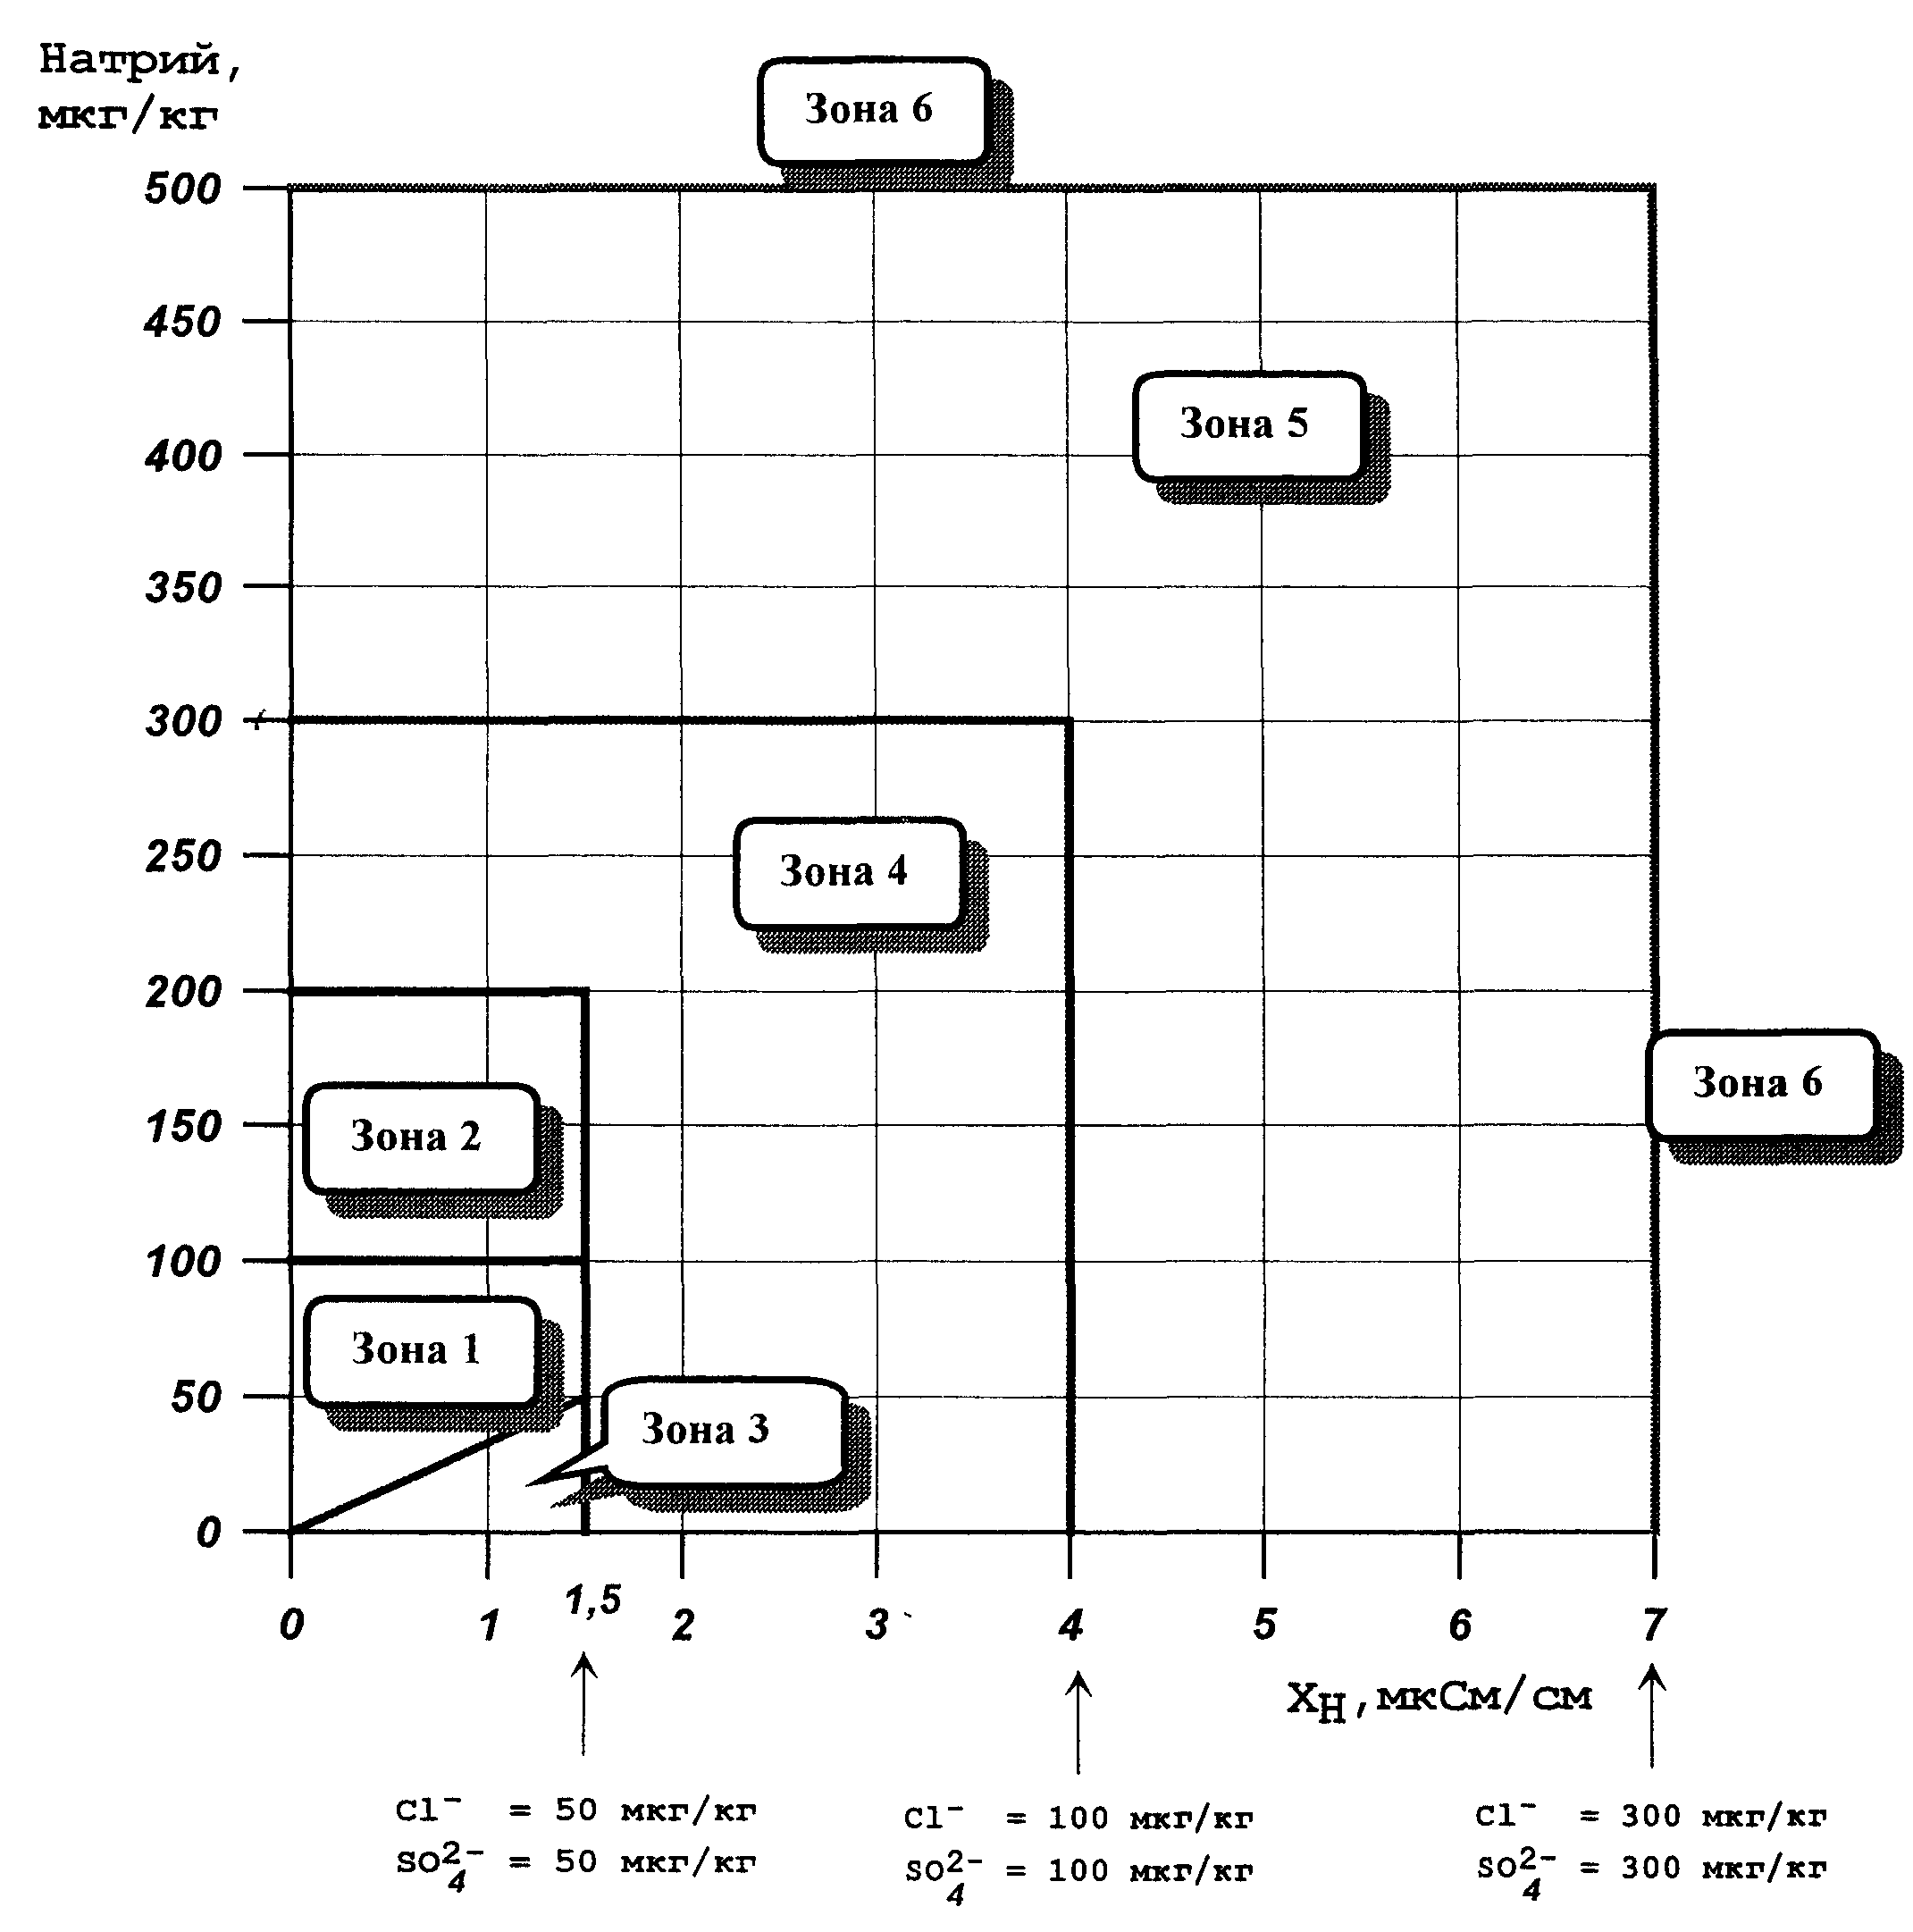 Натрий,
мкг/кг
Зона 6
500
450
Зона 5
400
350
300
Зона 4
250
200
Зона 6
Зона 2
150
100
Зона 1
50
Зона 3
0
0 1 1,5 2 3 4 5 6 7
XH, мкСм/см
Cl⁻ = 50 мкг/кг
SO₄²⁻ = 50 мкг/кг
Cl⁻ = 100 мкг/кг
SO₄²⁻ = 100 мкг/кг
Cl⁻ = 300 мкг/кг
SO₄²⁻ = 300 мкг/кг